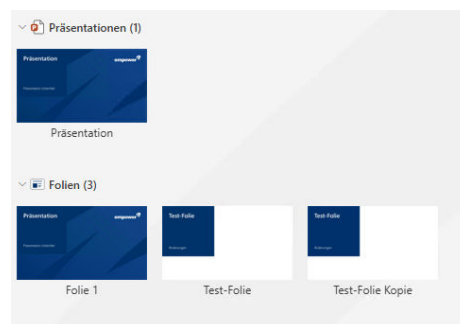 Präsentationen (1)
Präsentation
empower
Präsentation
Folien (3)
Präsentation
empower
Test-Folie
Test-Folie
Folie 1
Test-Folie
Test-Folie Kopie